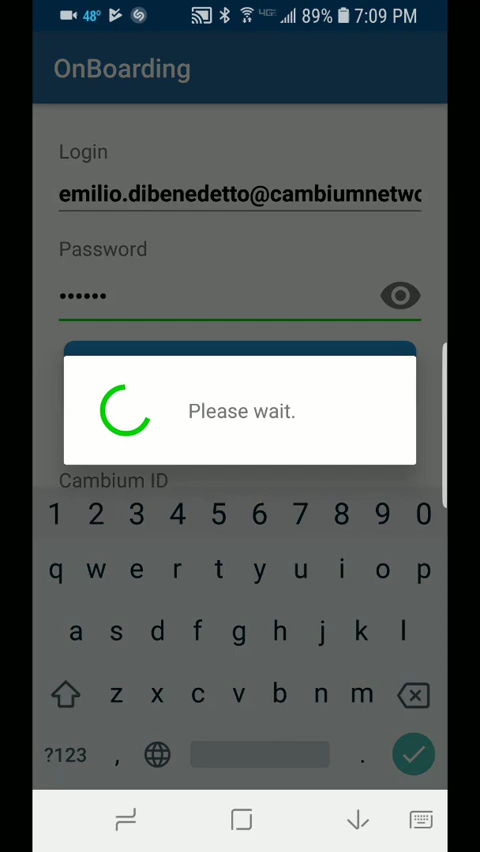 48° 4G 89% 7:09 PM
OnBoarding
Login
emilio.dibenedetto@cambiumnetwo
Password
••••••
Please wait.
Cambium ID
1 2 3 4 5 6 7 8 9 0
q w e r t y u i o p
a s d f g h j k l
z x c v b n m
?123 , .